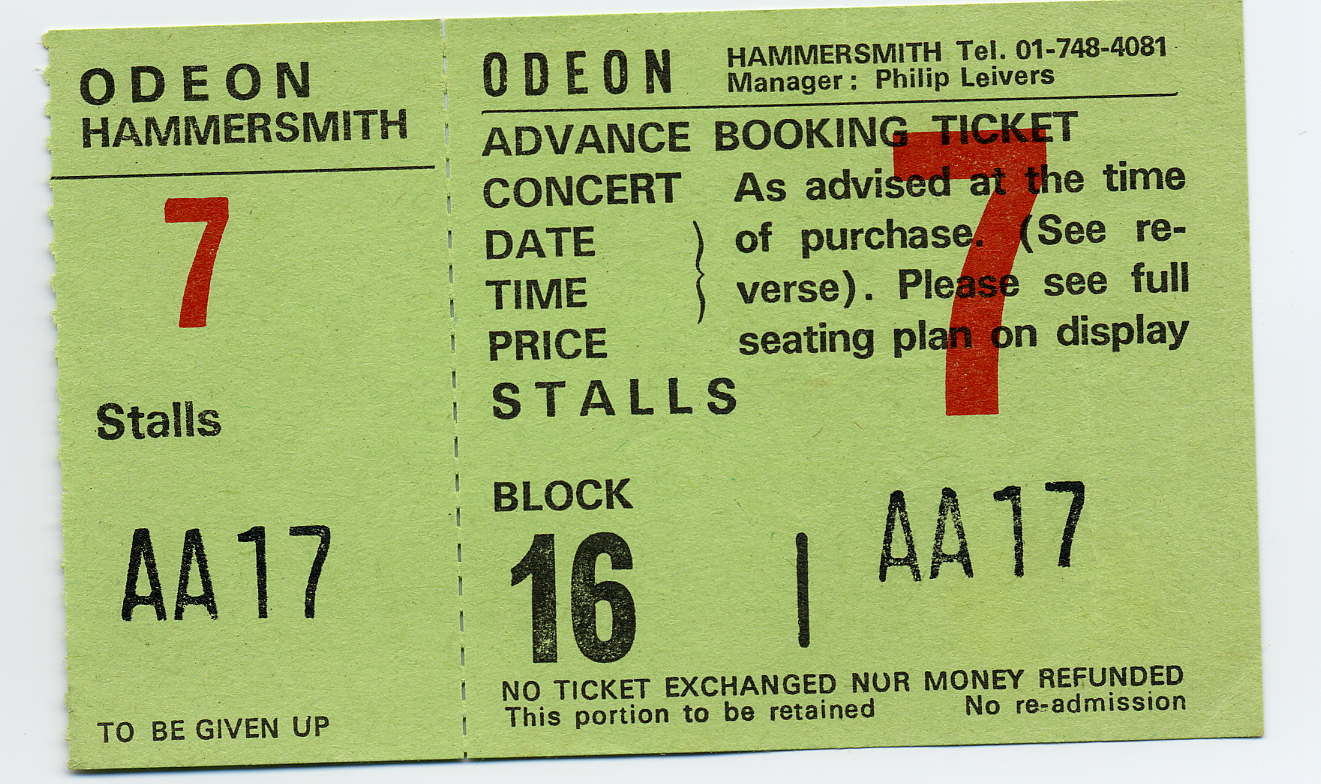 ODEON
HAMMERSMITH
7
Stalls
AA17
TO BE GIVEN UP
ODEON
HAMMERSMITH Tel. 01-748-4081
Manager: Philip Leivers
ADVANCE BOOKING TICKET
7
CONCERT As advised at the time
DATE of purchase. (See re-
TIME verse). Please see full
PRICE seating plan on display
STALLS
BLOCK
16 | AA17
NO TICKET EXCHANGED NOR MONEY REFUNDED
This portion to be retained No re-admission